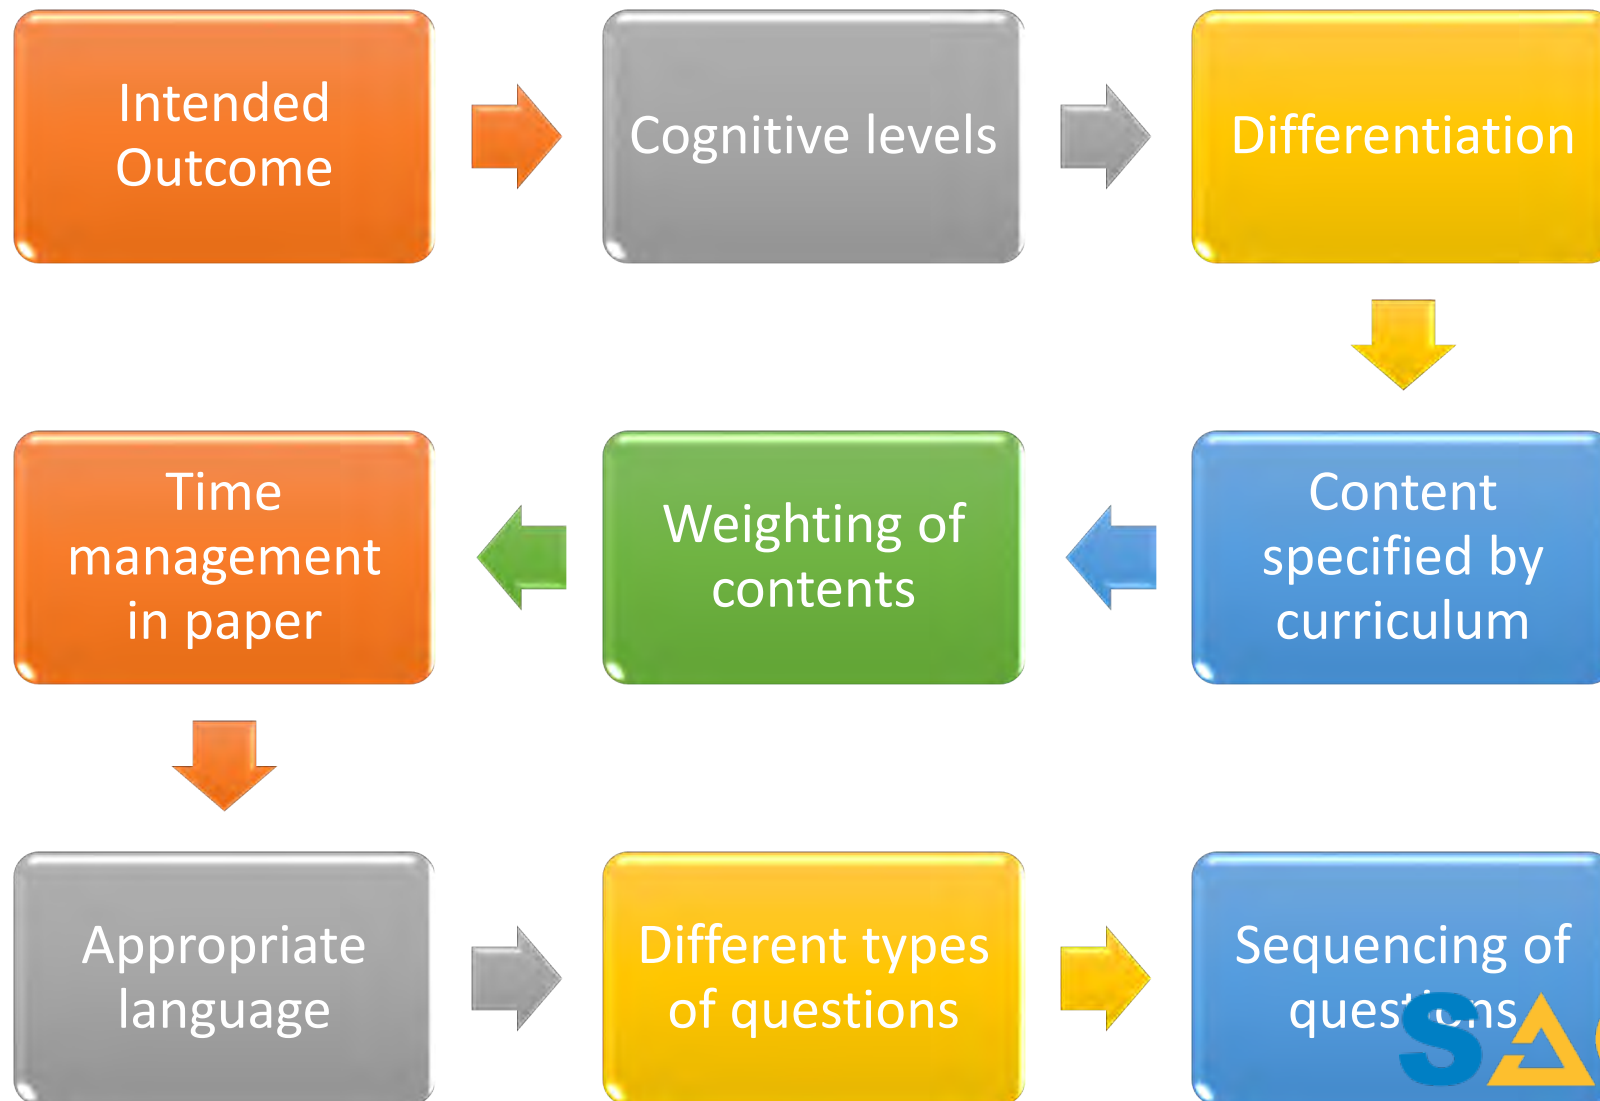 Intended
Outcome
Cognitive levels
Differentiation
Content
specified by
curriculum
Weighting of
contents
Time
management
in paper
Appropriate
language
Different types
of questions
Sequencing of
questions